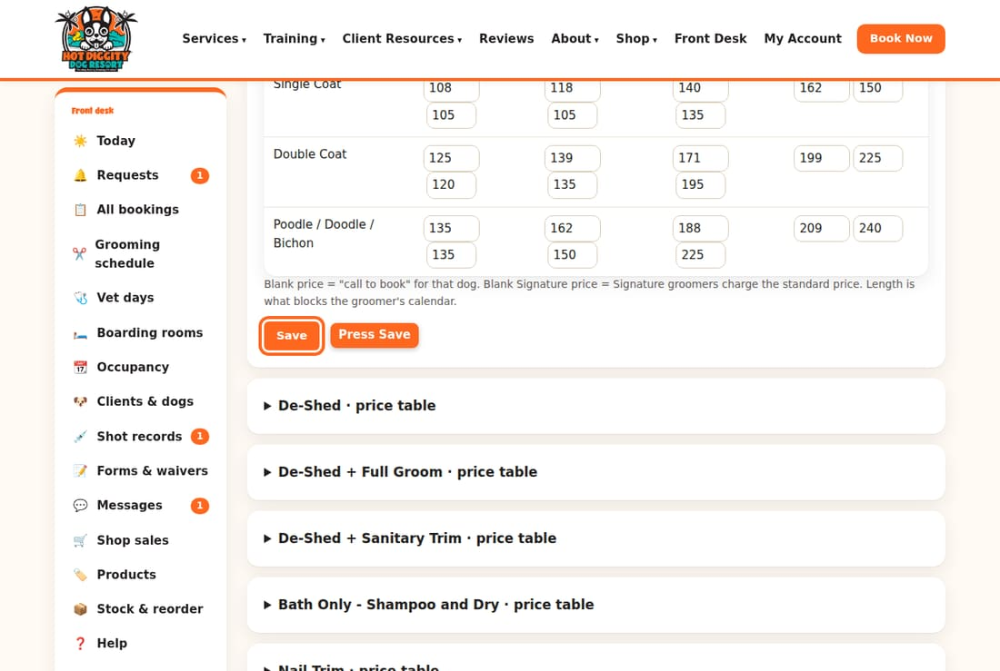 HOT DIGGITY
DOG RESORT
Services ▾ Training ▾ Client Resources ▾ Reviews About ▾ Shop ▾ Front Desk My Account Book Now
Front desk
Today
Requests 1
All bookings
Grooming
schedule
Vet days
Boarding rooms
Occupancy
Clients & dogs
Shot records 1
Forms & waivers
Messages 1
Shop sales
Products
Stock & reorder
Help
Single Coat 108 118 140 162 150
105 105 135
Double Coat 125 139 171 199 225
120 135 195
Poodle / Doodle / 135 162 188 209 240
Bichon 135 150 225
Blank price = "call to book" for that dog. Blank Signature price = Signature groomers charge the standard price. Length is
what blocks the groomer's calendar.
Save Press Save
De-Shed · price table
De-Shed + Full Groom · price table
De-Shed + Sanitary Trim · price table
Bath Only - Shampoo and Dry · price table
Nail Trim · price table